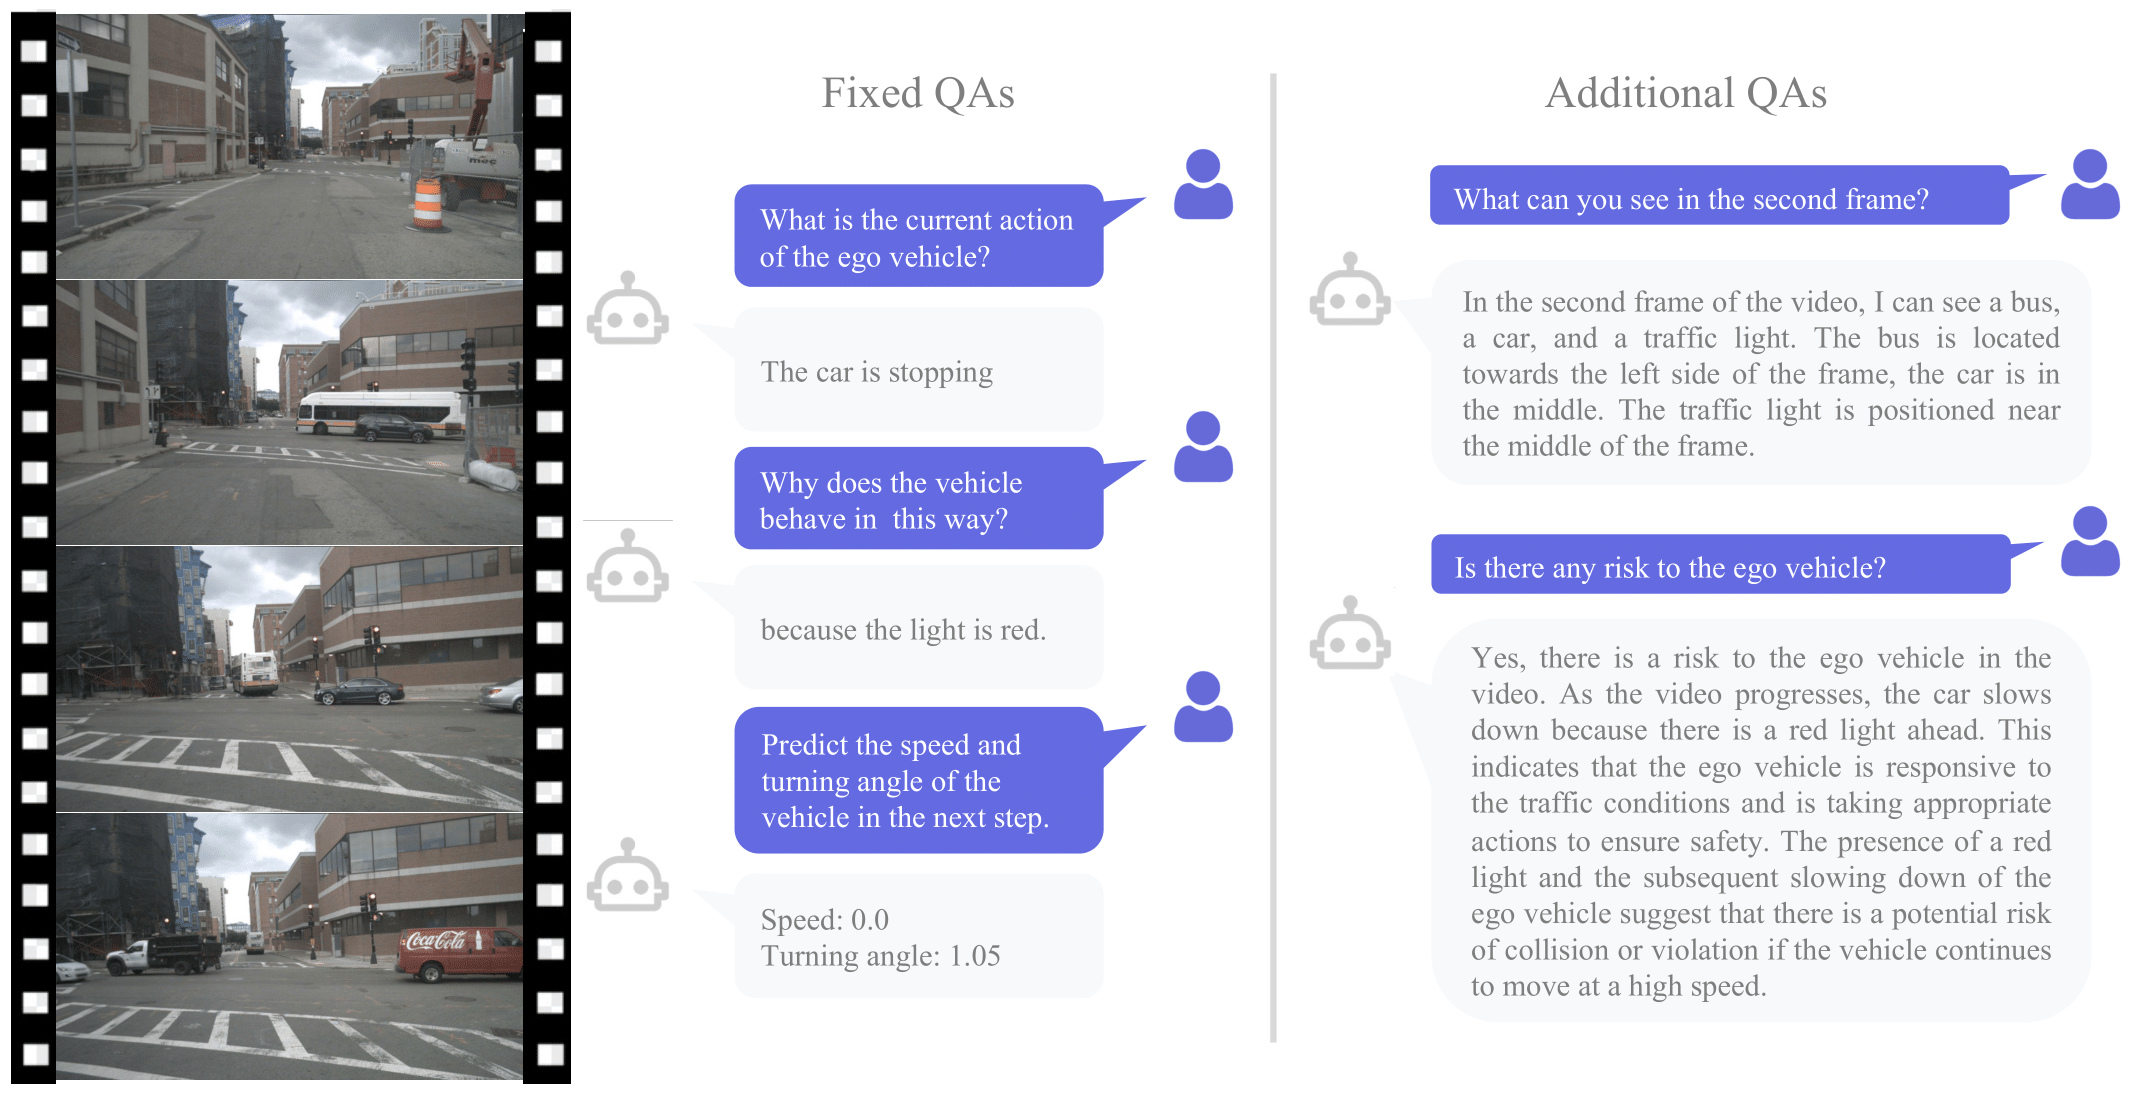 mec
Coca-Cola
Fixed QAs
What is the current action
of the ego vehicle?
The car is stopping
Why does the vehicle
behave in  this way?
because the light is red.
Predict the speed and
turning angle of the
vehicle in the next step.
Speed: 0.0
Turning angle: 1.05
Additional QAs
What can you see in the second frame?
In the second frame of the video, I can see a bus,
a car, and a traffic light. The bus is located
towards the left side of the frame, the car is in
the middle. The traffic light is positioned near
the middle of the frame.
Is there any risk to the ego vehicle?
Yes, there is a risk to the ego vehicle in the
video. As the video progresses, the car slows
down because there is a red light ahead. This
indicates that the ego vehicle is responsive to
the traffic conditions and is taking appropriate
actions to ensure safety. The presence of a red
light and the subsequent slowing down of the
ego vehicle suggest that there is a potential risk
of collision or violation if the vehicle continues
to move at a high speed.